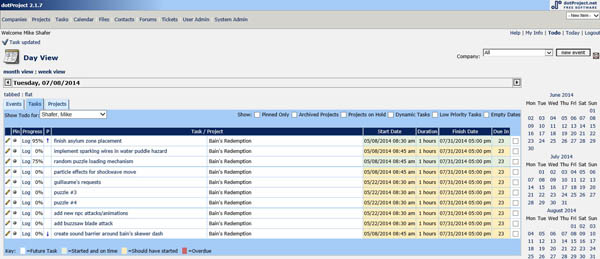 dotProject 2.1.7
dotProject.net
FREE SOFTWARE
Companies Projects Tasks Calendar Files Contacts Forums Tickets User Admin System Admin
- New Item -
Welcome Mike Shafer
Help | My Info | Todo | Today | Logout
Task updated
Day View
Company: All new event
month view : week view
Tuesday, 07/08/2014
tabbed : flat
Events Tasks Projects
Show Todo for: Shafer, Mike
Show: Pinned Only Archived Projects Projects on Hold Dynamic Tasks Low Priority Tasks Empty Dates
Pin Progress P Task / Project Start Date Duration Finish Date Due In
Log 95% finish asylum zone placement Bain's Redemption 05/08/2014 08:30 am 1 hours 07/31/2014 05:00 pm 23
Log 0% implement sparking wires in water puddle hazard Bain's Redemption 05/08/2014 08:45 am 1 hours 07/31/2014 05:00 pm 23
Log 75% random puzzle loading mechanism Bain's Redemption 05/08/2014 08:45 am 1 hours 07/31/2014 05:00 pm 23
Log 0% particle effects for shockwave move Bain's Redemption 05/08/2014 08:45 am 1 hours 07/31/2014 05:00 pm 23
Log 0% guillaume's requests Bain's Redemption 05/22/2014 08:30 am 1 hours 07/31/2014 05:00 pm 23
Log 0% puzzle #3 Bain's Redemption 05/22/2014 08:45 am 1 hours 07/31/2014 05:00 pm 23
Log 0% puzzle #4 Bain's Redemption 05/22/2014 08:45 am 1 hours 07/31/2014 05:00 pm 23
Log 0% add new npc attacks/animations Bain's Redemption 05/22/2014 08:45 am 1 hours 07/31/2014 05:00 pm 23
Log 0% add buzzsaw blade attack Bain's Redemption 05/22/2014 08:45 am 1 hours 07/31/2014 05:00 pm 23
Log 0% create sound barrier around bain's skewer dash Bain's Redemption 05/22/2014 08:45 am 1 hours 07/31/2014 05:00 pm 23
Key: =Future Task =Started and on time =Should have started =Overdue
June 2014
Mon Tue Wed Thu Fri Sat Sun
01
02 03 04 05 06 07 08
09 10 11 12 13 14 15
16 17 18 19 20 21 22
23 24 25 26 27 28 29
30
July 2014
Mon Tue Wed Thu Fri Sat Sun
01 02 03 04 05 06
07 08 09 10 11 12 13
14 15 16 17 18 19 20
21 22 23 24 25 26 27
28 29 30 31
August 2014
Mon Tue Wed Thu Fri Sat Sun
01 02 03
04 05 06 07 08 09 10